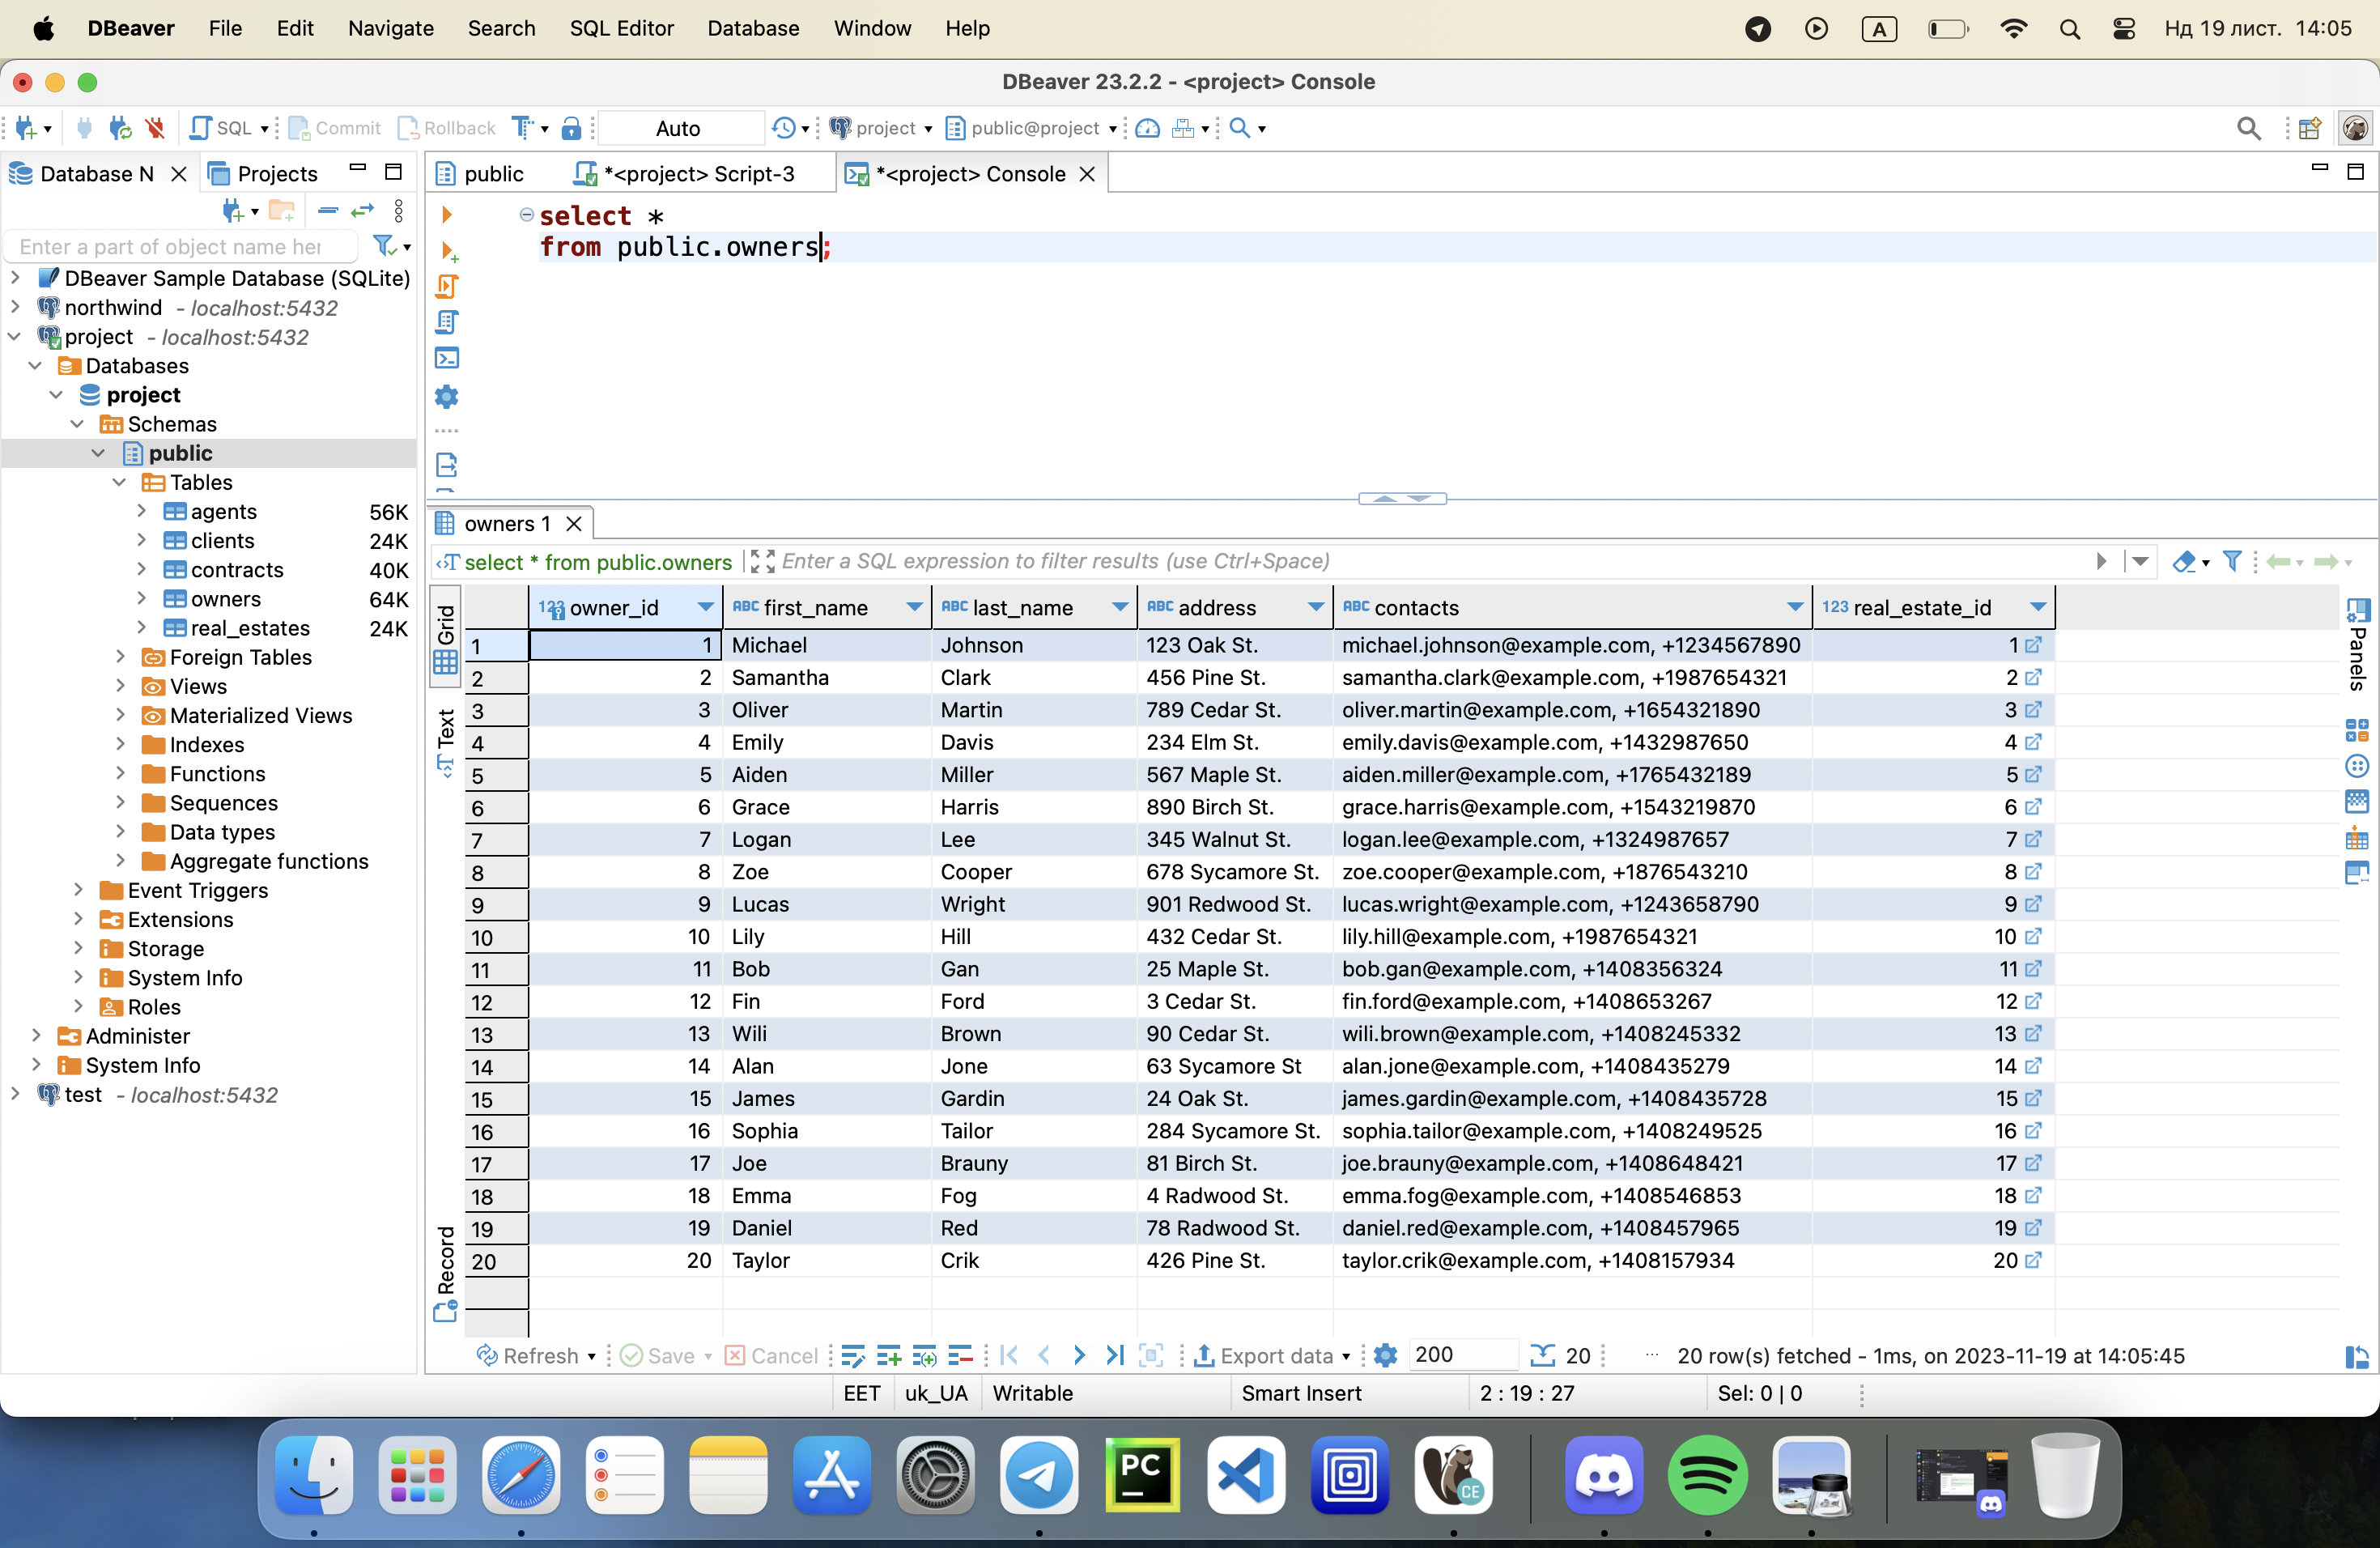 DBeaver File Edit Navigate Search SQL Editor Database Window Help A Нд 19 лист. 14:05
DBeaver 23.2.2 - <project> Console
SQL Commit Rollback Auto project public@project
Database N Projects
public *<project> Script-3 *<project> Console
Enter a part of object name her
select *
from public.owners;
DBeaver Sample Database (SQLite)
northwind - localhost:5432
project - localhost:5432
Databases
project
Schemas
public
Tables
agents 56K
clients 24K
contracts 40K
owners 64K
real_estates 24K
Foreign Tables
Views
Materialized Views
Indexes
Functions
Sequences
Data types
Aggregate functions
Event Triggers
Extensions
Storage
System Info
Roles
Administer
System Info
test - localhost:5432
owners 1
select * from public.owners Enter a SQL expression to filter results (use Ctrl+Space)
Grid
Text
Record
Panels
123 owner_id ABC first_name ABC last_name ABC address ABC contacts 123 real_estate_id
1 1 Michael Johnson 123 Oak St. michael.johnson@example.com, +1234567890 1
2 2 Samantha Clark 456 Pine St. samantha.clark@example.com, +1987654321 2
3 3 Oliver Martin 789 Cedar St. oliver.martin@example.com, +1654321890 3
4 4 Emily Davis 234 Elm St. emily.davis@example.com, +1432987650 4
5 5 Aiden Miller 567 Maple St. aiden.miller@example.com, +1765432189 5
6 6 Grace Harris 890 Birch St. grace.harris@example.com, +1543219870 6
7 7 Logan Lee 345 Walnut St. logan.lee@example.com, +1324987657 7
8 8 Zoe Cooper 678 Sycamore St. zoe.cooper@example.com, +1876543210 8
9 9 Lucas Wright 901 Redwood St. lucas.wright@example.com, +1243658790 9
10 10 Lily Hill 432 Cedar St. lily.hill@example.com, +1987654321 10
11 11 Bob Gan 25 Maple St. bob.gan@example.com, +1408356324 11
12 12 Fin Ford 3 Cedar St. fin.ford@example.com, +1408653267 12
13 13 Wili Brown 90 Cedar St. wili.brown@example.com, +1408245332 13
14 14 Alan Jone 63 Sycamore St alan.jone@example.com, +1408435279 14
15 15 James Gardin 24 Oak St. james.gardin@example.com, +1408435728 15
16 16 Sophia Tailor 284 Sycamore St. sophia.tailor@example.com, +1408249525 16
17 17 Joe Brauny 81 Birch St. joe.brauny@example.com, +1408648421 17
18 18 Emma Fog 4 Radwood St. emma.fog@example.com, +1408546853 18
19 19 Daniel Red 78 Radwood St. daniel.red@example.com, +1408457965 19
20 20 Taylor Crik 426 Pine St. taylor.crik@example.com, +1408157934 20
Refresh Save Cancel Export data 200 20 ... 20 row(s) fetched - 1ms, on 2023-11-19 at 14:05:45
EET uk_UA Writable Smart Insert 2 : 19 : 27 Sel: 0 | 0
PC CE